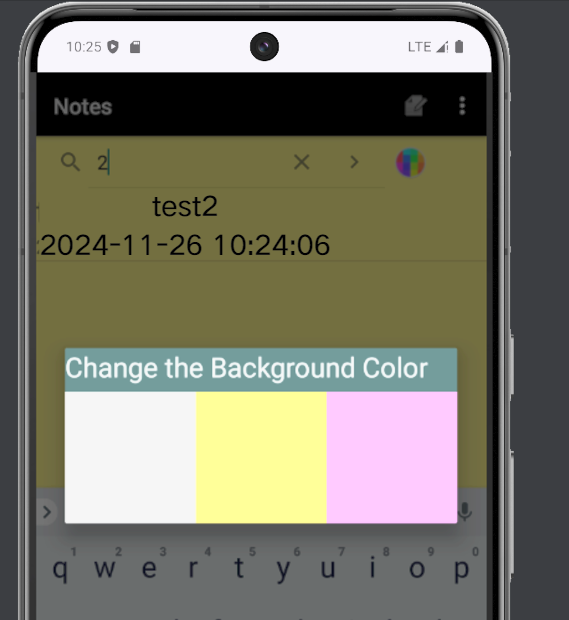 10:25 LTE
Notes
2
test2
:2024-11-26 10:24:06
Change the Background Color
1 2 3 4 5 6 7 8 9 0
q w e r t y u i o p